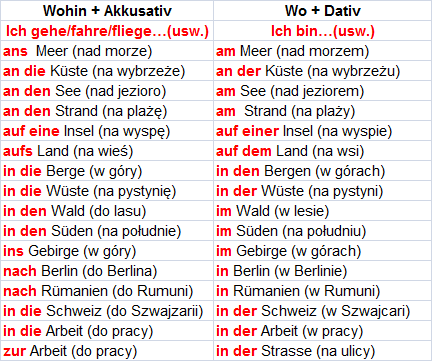 Wohin + Akkusativ Wo + Dativ
Ich gehe/fahre/fliege…(usw.) Ich bin…(usw.)
ans Meer (nad morze) am Meer (nad morzem)
an die Küste (na wybrzeże) an der Küste (na wybrzeżu)
an den See (nad jezioro) am See (nad jeziorem)
an den Strand (na plażę) am Strand (na plaży)
auf eine Insel (na wyspę) auf einer Insel (na wyspie)
aufs Land (na wieś) auf dem Land (na wsi)
in die Berge (w góry) in den Bergen (w górach)
in die Wüste (na pustynię) in der Wüste (na pustyni)
in den Wald (do lasu) im Wald (w lesie)
in den Süden (na południe) im Süden (na południu)
ins Gebirge (w góry) im Gebirge (w górach)
nach Berlin (do Berlina) in Berlin (w Berlinie)
nach Rümanien (do Rumuni) in Rümanien (w Rumuni)
in die Schweiz (do Szwajzarii) in der Schweiz (w Szwajcari)
in die Arbeit (do pracy) in der Arbeit (w pracy)
zur Arbeit (do pracy) in der Strasse (na ulicy)